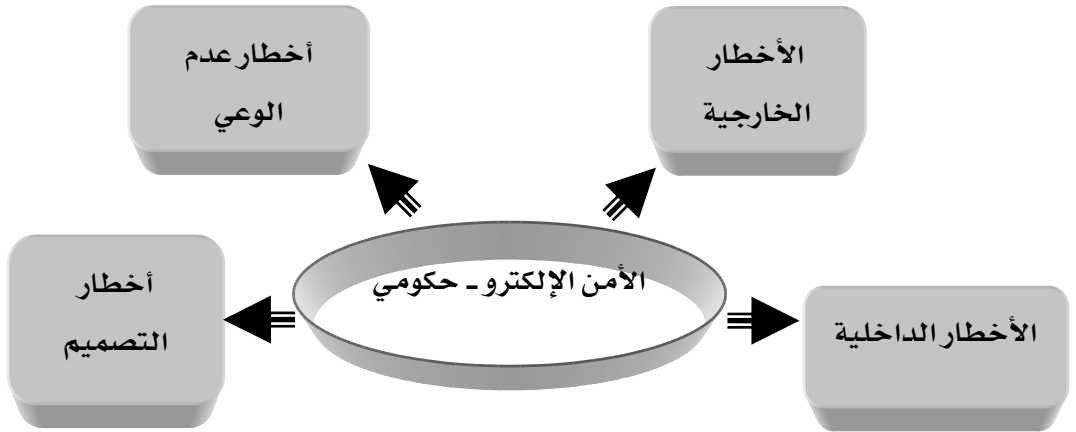 الأخطار
الخارجية
أخطار عدم
الوعي
الأمن الإلكترو ـ حكومي
الأخطار الداخلية
أخطار
التصميم